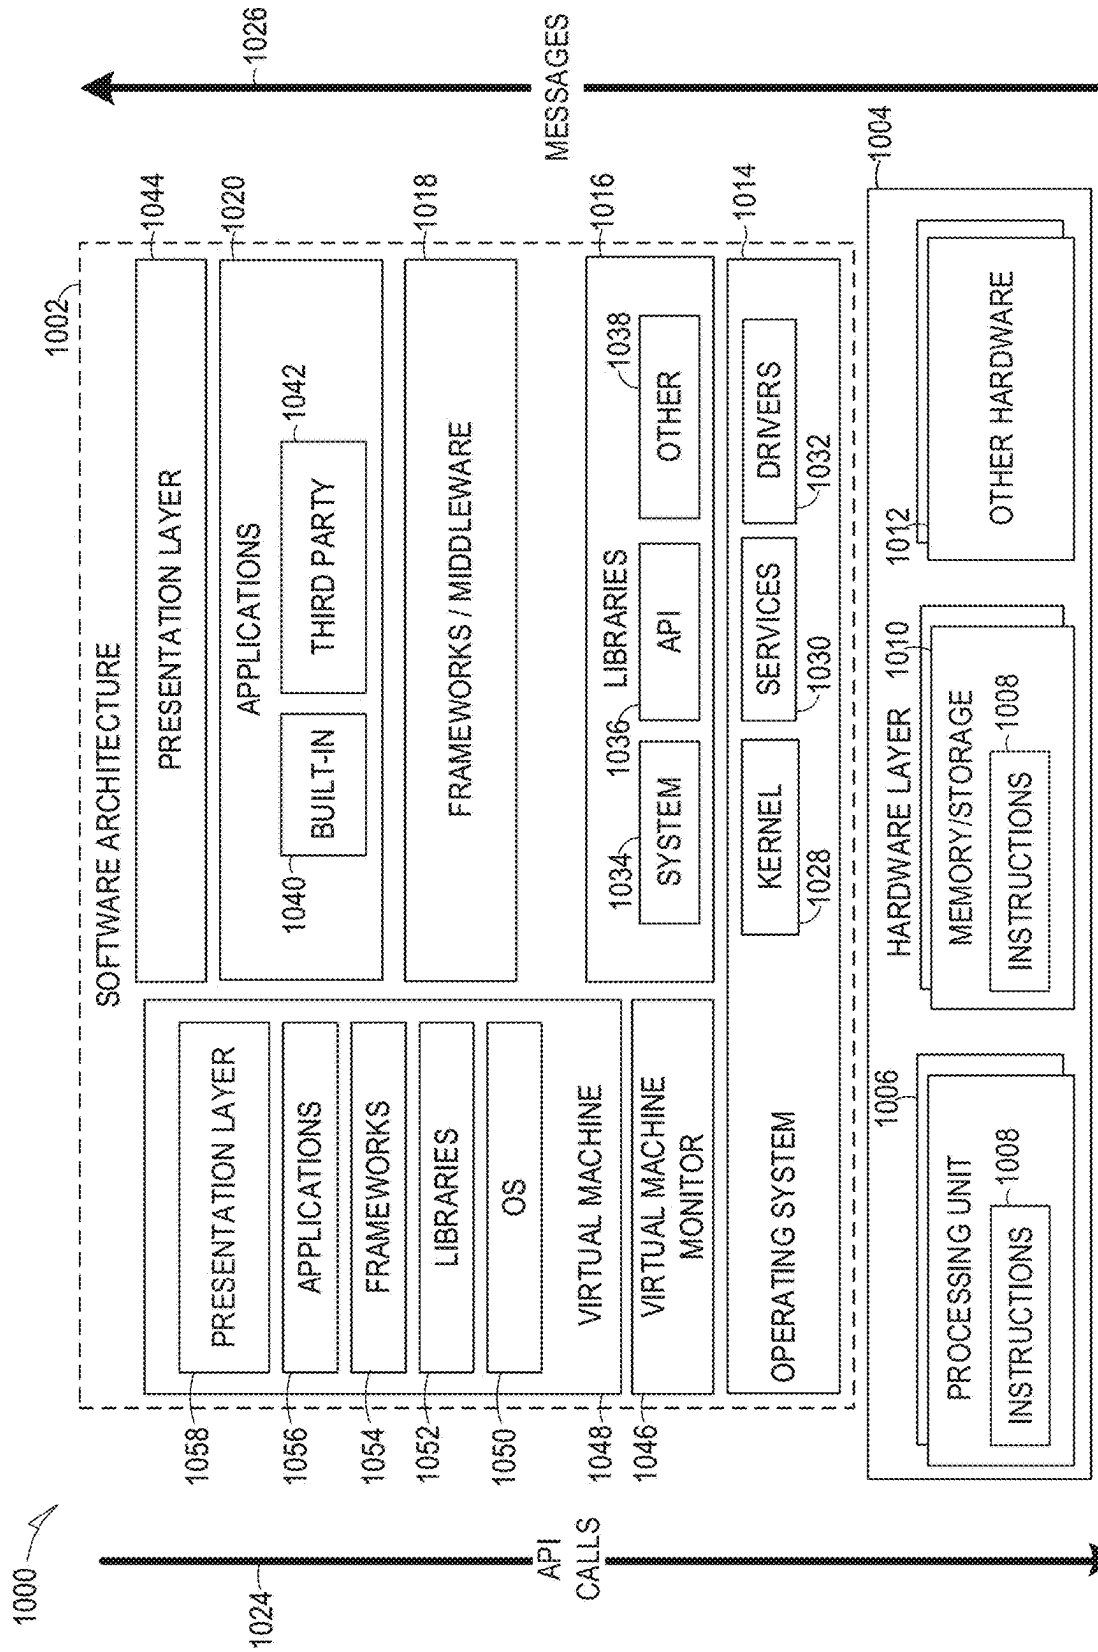 1000
1002
SOFTWARE ARCHITECTURE
PRESENTATION LAYER
1058
APPLICATIONS
1056
FRAMEWORKS
1054
LIBRARIES
1052
OS
1050
VIRTUAL MACHINE
1048
VIRTUAL MACHINE
MONITOR
1046
PRESENTATION LAYER
1044
APPLICATIONS
1020
BUILT-IN
1040
THIRD PARTY
1042
FRAMEWORKS / MIDDLEWARE
1018
LIBRARIES
1016
SYSTEM
1034
API
1036
OTHER
1038
OPERATING SYSTEM
1014
KERNEL
1028
SERVICES
1030
DRIVERS
1032
HARDWARE LAYER
1004
PROCESSING UNIT
1006
INSTRUCTIONS
1008
MEMORY/STORAGE
1010
INSTRUCTIONS
1008
OTHER HARDWARE
1012
API
CALLS
1024
MESSAGES
1026